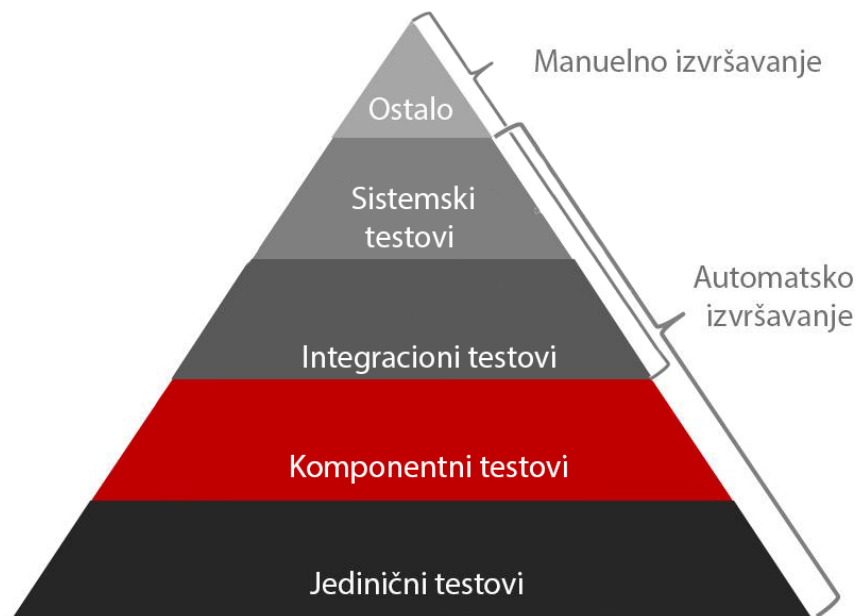 Manuelno izvršavanje
Ostalo
Sistemski
testovi
Automatsko
izvršavanje
Integracioni testovi
Komponentni testovi
Jedinični testovi